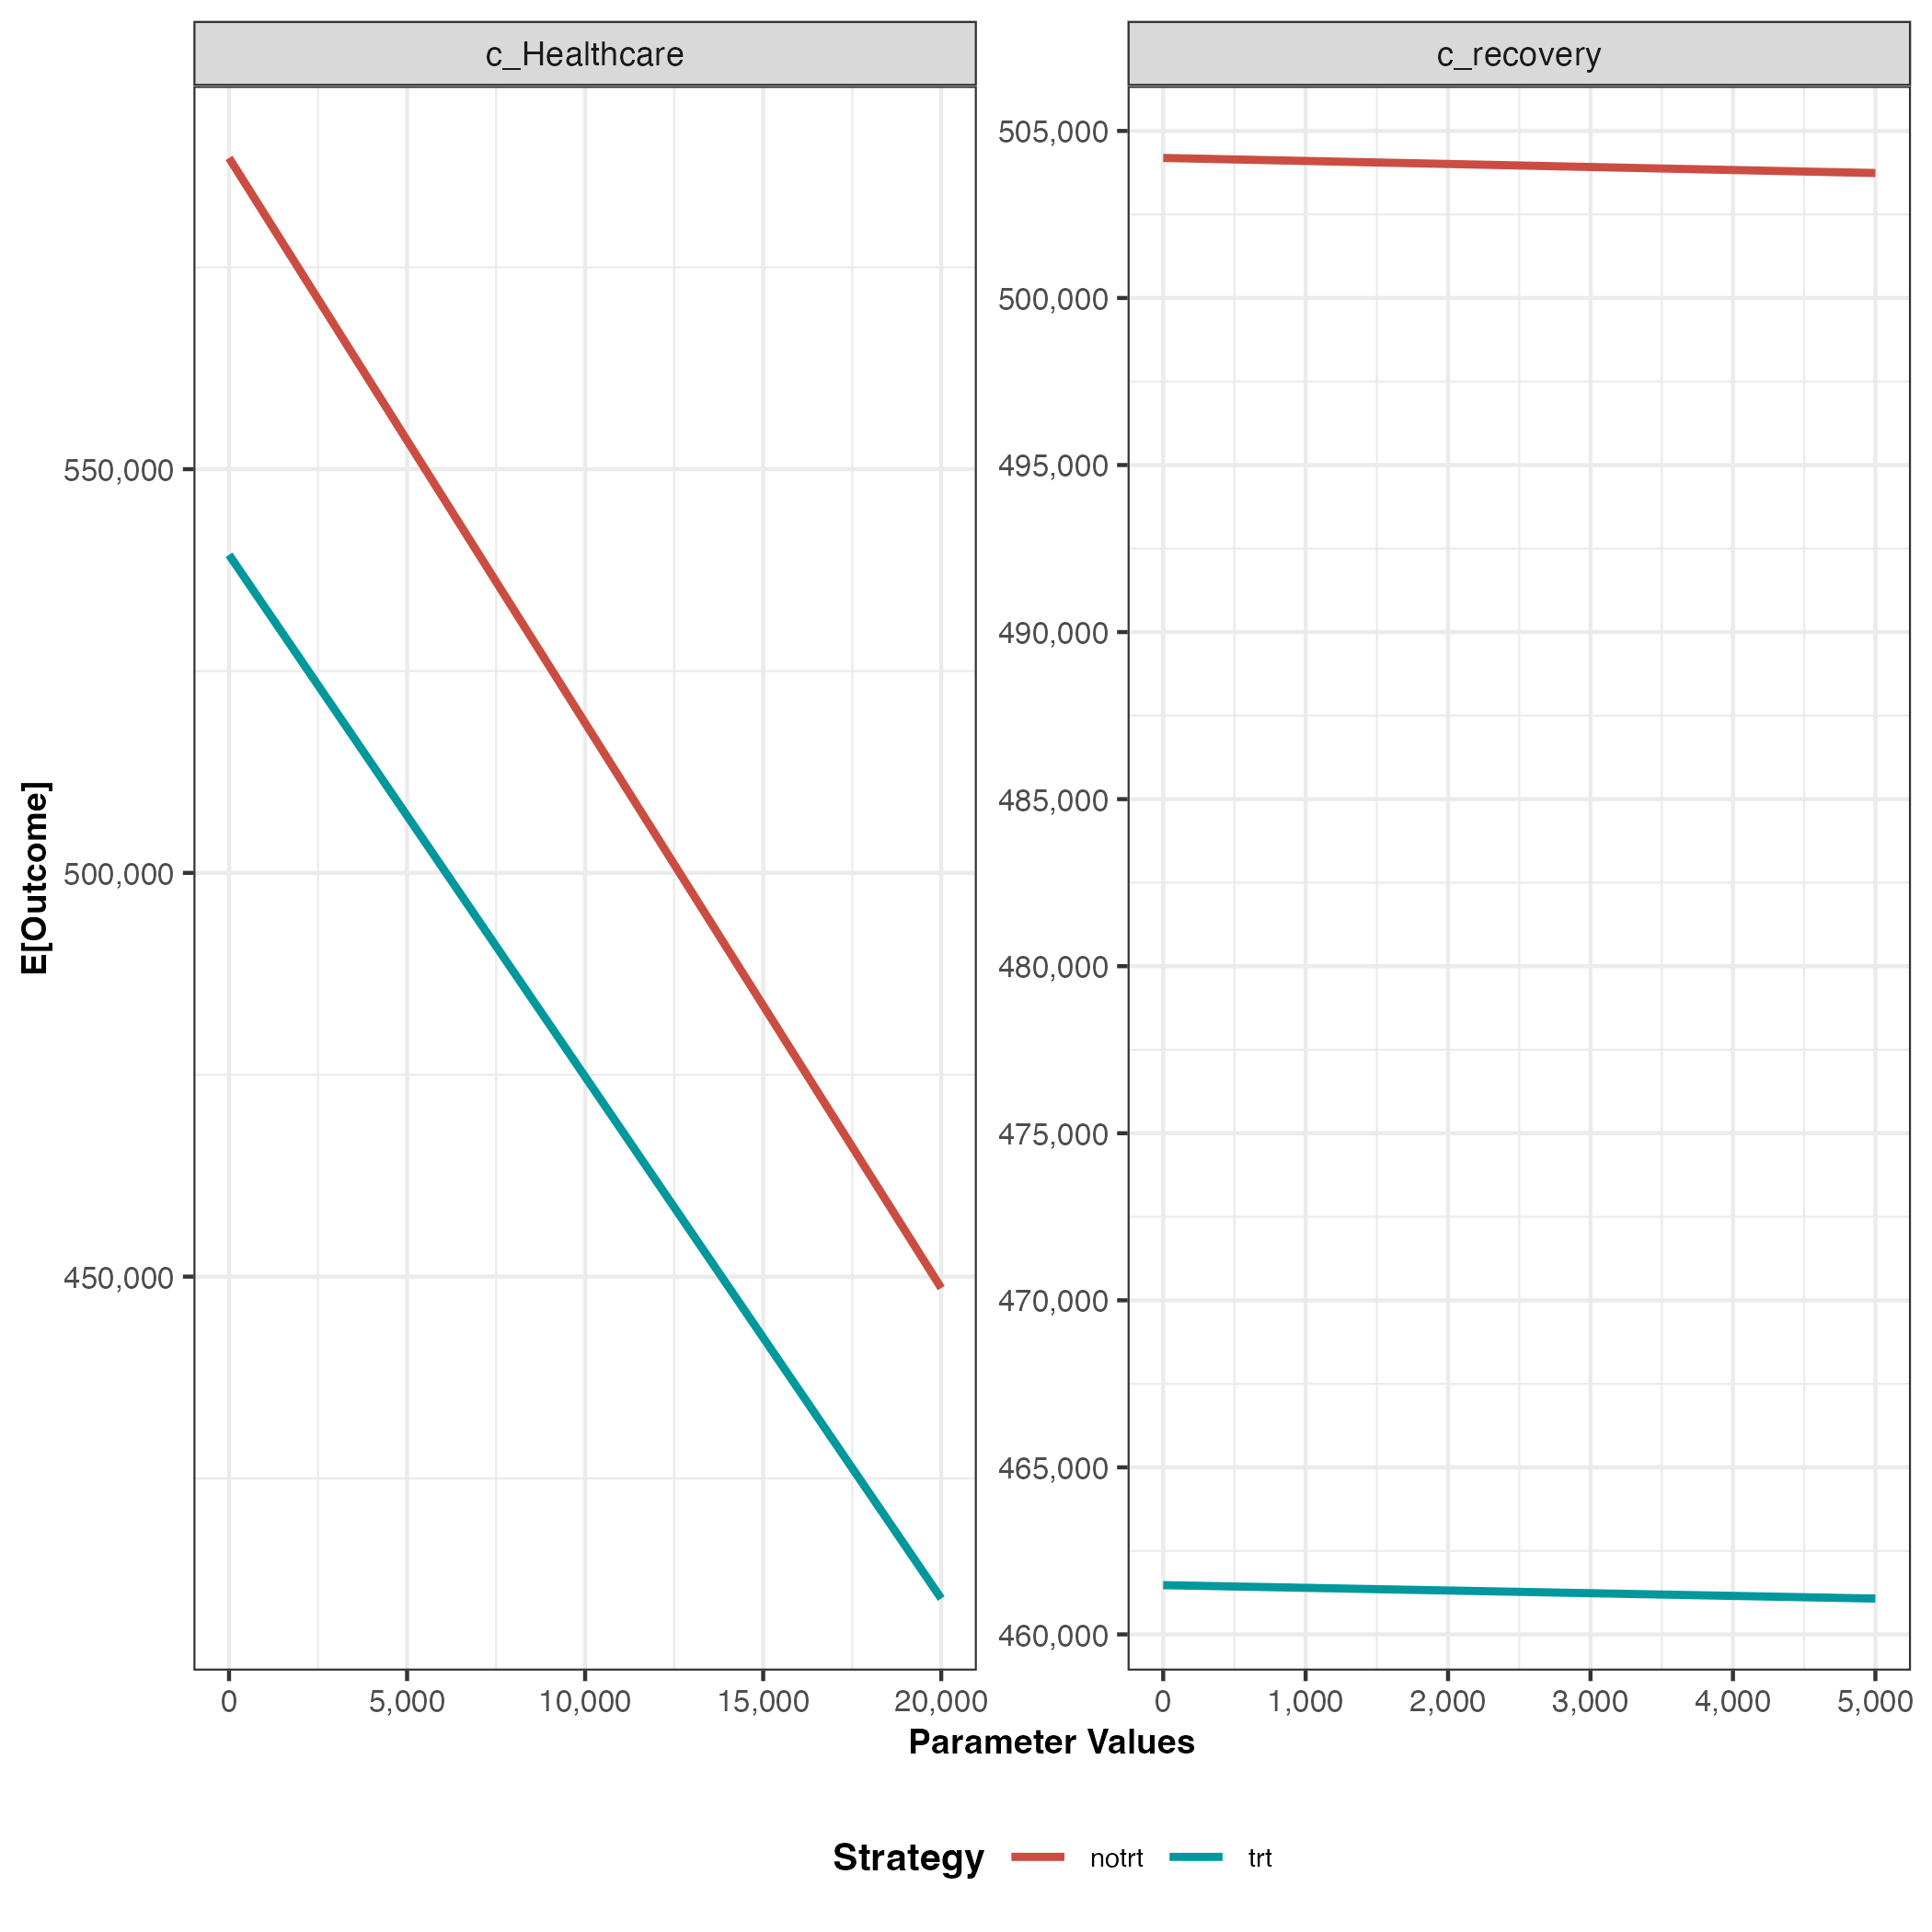 c_Healthcare
c_recovery
E[Outcome]
550,000
500,000
450,000
505,000
500,000
495,000
490,000
485,000
480,000
475,000
470,000
465,000
460,000
0 5,000 10,000 15,000 20,000
0 1,000 2,000 3,000 4,000 5,000
Parameter Values
Strategy notrt trt